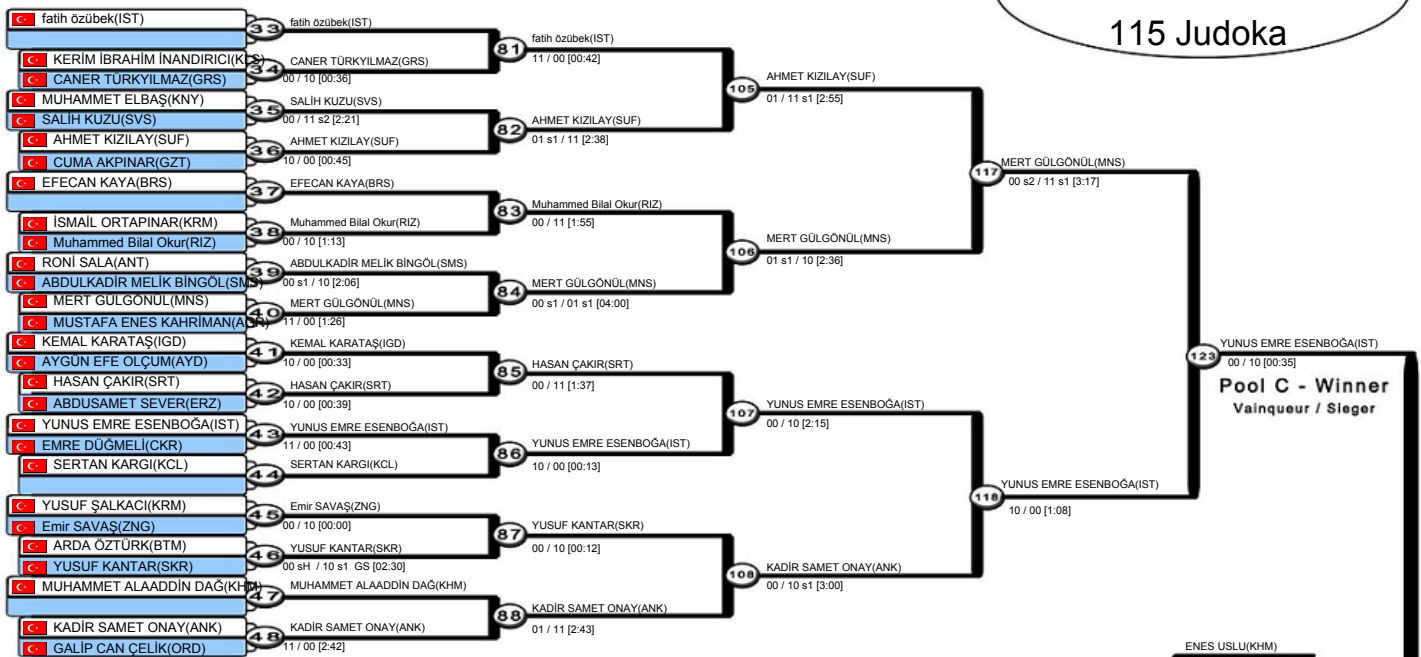 115 Judoka
fatih özübek(IST)
KERİM İBRAHİM İNANDIRICI(KLS)
CANER TÜRKYILMAZ(GRS)
MUHAMMET ELBAŞ(KNY)
SALİH KUZU(SVS)
AHMET KIZILAY(SUF)
CUMA AKPINAR(GZT)
EFECAN KAYA(BRS)
İSMAİL ORTAPINAR(KRM)
Muhammed Bilal Okur(RIZ)
RONİ SALA(ANT)
ABDULKADİR MELİK BİNGÖL(SMS)
MERT GÜLGÖNÜL(MNS)
MUSTAFA ENES KAHRİMAN(AGR)
KEMAL KARATAŞ(IGD)
AYGÜN EFE OLÇUM(AYD)
HASAN ÇAKIR(SRT)
ABDUSAMET SEVER(ERZ)
YUNUS EMRE ESENBOĞA(IST)
EMRE DÜĞMELİ(CKR)
SERTAN KARGI(KCL)
YUSUF ŞALKACI(KRM)
Emir SAVAŞ(ZNG)
ARDA ÖZTÜRK(BTM)
YUSUF KANTAR(SKR)
MUHAMMET ALAADDİN DAĞ(KHM)
KADİR SAMET ONAY(ANK)
GALİP CAN ÇELİK(ORD)
33 fatih özübek(IST)
34 CANER TÜRKYILMAZ(GRS)
00 / 10 [00:36]
35 SALİH KUZU(SVS)
00 / 11 s2 [2:21]
36 AHMET KIZILAY(SUF)
10 / 00 [00:45]
37 EFECAN KAYA(BRS)
38 Muhammed Bilal Okur(RIZ)
00 / 10 [1:13]
39 ABDULKADİR MELİK BİNGÖL(SMS)
00 s1 / 10 [2:06]
40 MERT GÜLGÖNÜL(MNS)
11 / 00 [1:26]
41 KEMAL KARATAŞ(IGD)
10 / 00 [00:33]
42 HASAN ÇAKIR(SRT)
10 / 00 [00:39]
43 YUNUS EMRE ESENBOĞA(IST)
11 / 00 [00:43]
44 SERTAN KARGI(KCL)
45 Emir SAVAŞ(ZNG)
00 / 10 [00:00]
46 YUSUF KANTAR(SKR)
00 sH / 10 s1 GS [02:30]
47 MUHAMMET ALAADDİN DAĞ(KHM)
48 KADİR SAMET ONAY(ANK)
11 / 00 [2:42]
81 fatih özübek(IST)
11 / 00 [00:42]
82 AHMET KIZILAY(SUF)
01 s1 / 11 [2:38]
83 Muhammed Bilal Okur(RIZ)
00 / 11 [1:55]
84 MERT GÜLGÖNÜL(MNS)
00 s1 / 01 s1 [04:00]
85 HASAN ÇAKIR(SRT)
00 / 11 [1:37]
86 YUNUS EMRE ESENBOĞA(IST)
10 / 00 [00:13]
87 YUSUF KANTAR(SKR)
00 / 10 [00:12]
88 KADİR SAMET ONAY(ANK)
01 / 11 [2:43]
105 AHMET KIZILAY(SUF)
01 / 11 s1 [2:55]
106 MERT GÜLGÖNÜL(MNS)
01 s1 / 10 [2:36]
107 YUNUS EMRE ESENBOĞA(IST)
00 / 10 [2:15]
108 KADİR SAMET ONAY(ANK)
00 / 10 s1 [3:00]
117 MERT GÜLGÖNÜL(MNS)
00 s2 / 11 s1 [3:17]
118 YUNUS EMRE ESENBOĞA(IST)
10 / 00 [1:08]
123 YUNUS EMRE ESENBOĞA(IST)
00 / 10 [00:35]
Pool C - Winner
Vainqueur / Sieger
ENES USLU(KHM)